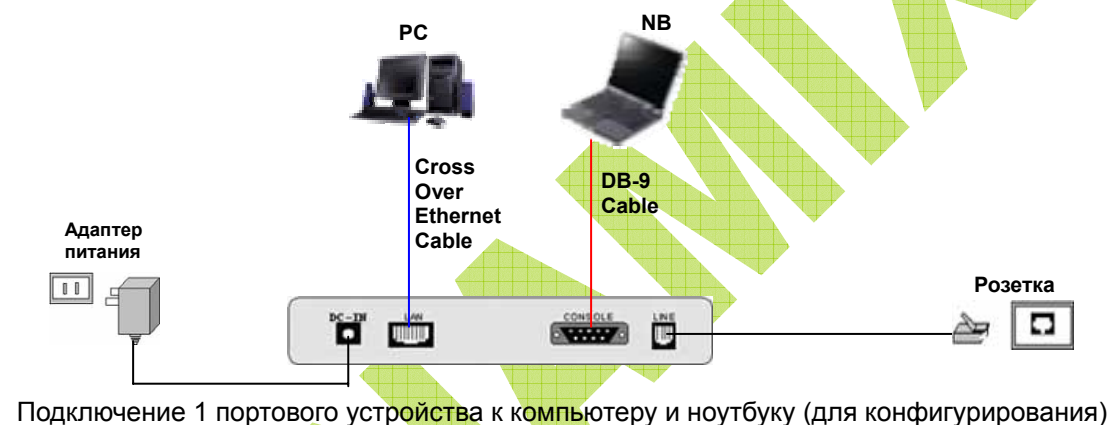 PC
NB
Cross
Over
Ethernet
Cable
DB-9
Cable
Адаптер
питания
Розетка
DC-IN
LAN
CONSOLE
LINE
Подключение 1 портового устройства к компьютеру и ноутбуку (для конфигурирования)